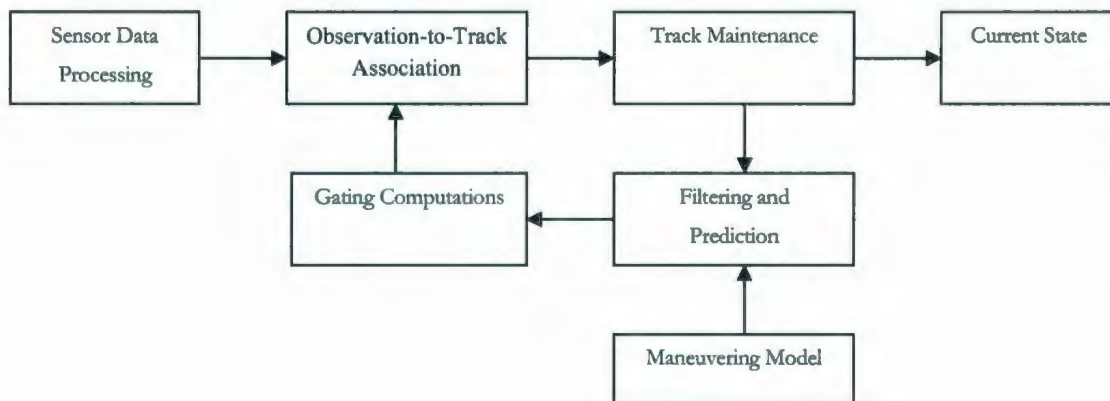 Sensor Data
Processing
Observation-to-Track
Association
Track Maintenance
Current State
Gating Computations
Filtering and
Prediction
Maneuvering Model